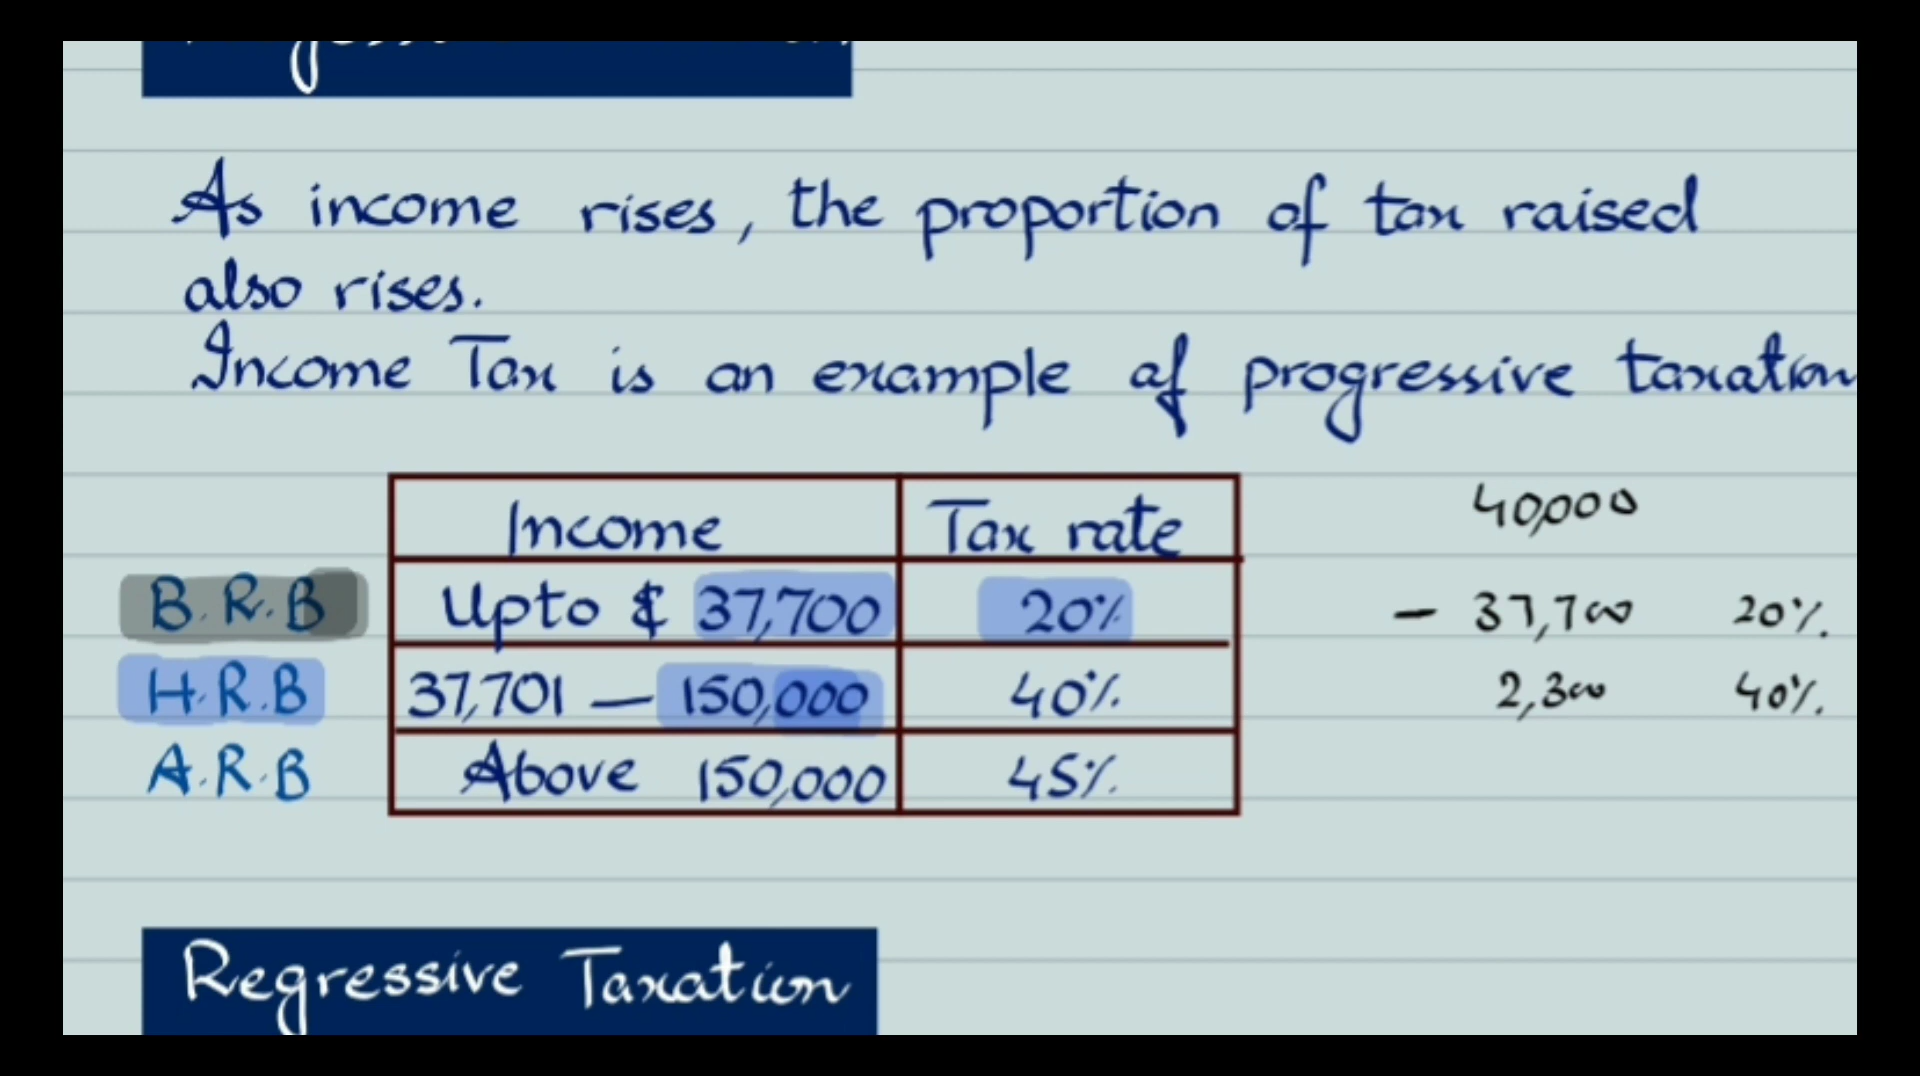 As income rises, the proportion of tax raised
also rises.
Income Tax is an example of progressive taxation
Income Tax rate
B.R.B Upto £ 37,700 20%
H.R.B 37,701 — 150,000 40%
A.R.B Above 150,000 45%
40,000
- 37,700 20%.
2,300 40%.
Regressive Taxation